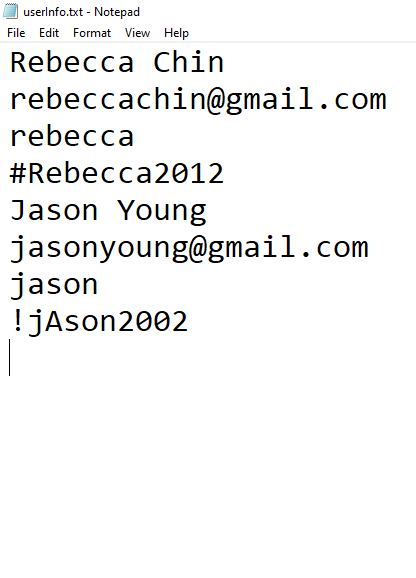 userInfo.txt - Notepad
File Edit Format View Help
Rebecca Chin
rebeccachin@gmail.com
rebecca
#Rebecca2012
Jason Young
jasonyoung@gmail.com
jason
!jAson2002